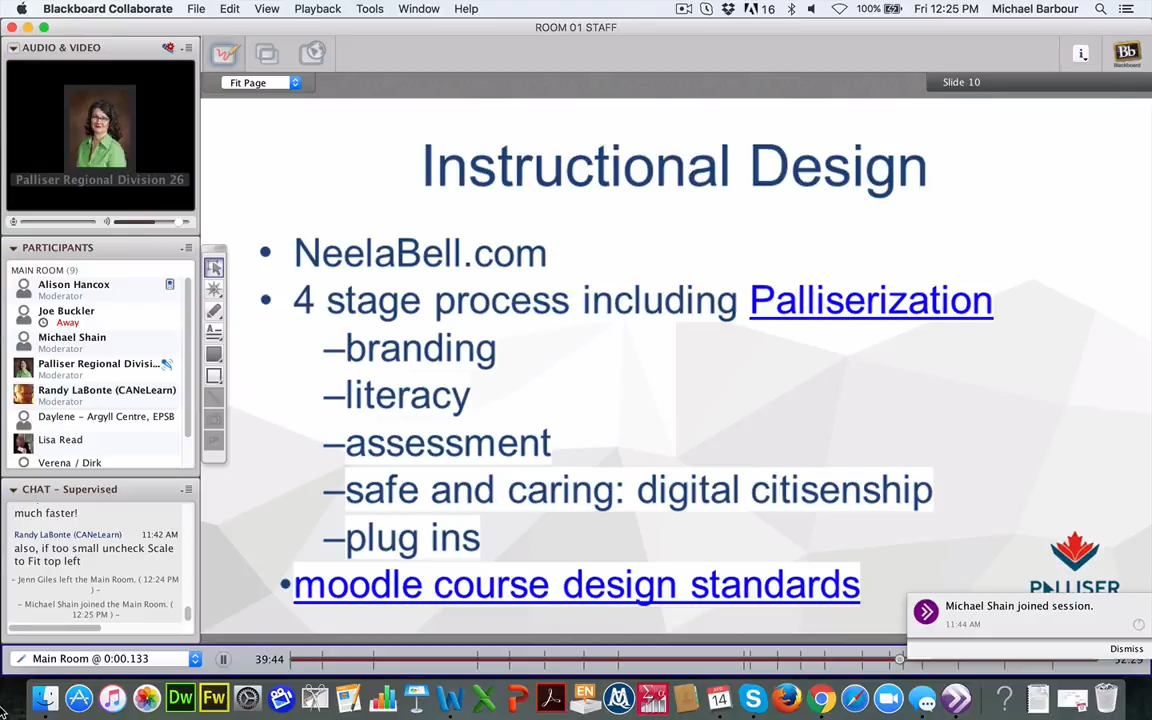 Blackboard Collaborate File Edit View Playback Tools Window Help 16 100% Fri 12:25 PM Michael Barbour
ROOM 01 STAFF
AUDIO & VIDEO
Palliser Regional Division 26
PARTICIPANTS
MAIN ROOM (9)
Alison Hancox
Moderator
Joe Buckler
Away
Michael Shain
Moderator
Palliser Regional Divisi...
Moderator
Randy LaBonte (CANeLearn)
Moderator
Daylene - Argyll Centre, EPSB
Lisa Read
Verena / Dirk
CHAT - Supervised
much faster!
Randy LaBonte (CANeLearn) 11:42 AM
also, if too small uncheck Scale
to Fit top left
- Jenn Giles left the Main Room. ( 12:24 PM
) -
- Michael Shain joined the Main Room. (
12:25 PM ) -
Main Room @ 0:00.133
39:44
Fit Page
Slide 10
Bb
Blackboard
Instructional Design
• NeelaBell.com
• 4 stage process including Palliserization
–branding
–literacy
–assessment
–safe and caring: digital citisenship
–plug ins
•moodle course design standards
PALLISER
Michael Shain joined session.
11:44 AM
Dismiss
Dw Fw EN 14